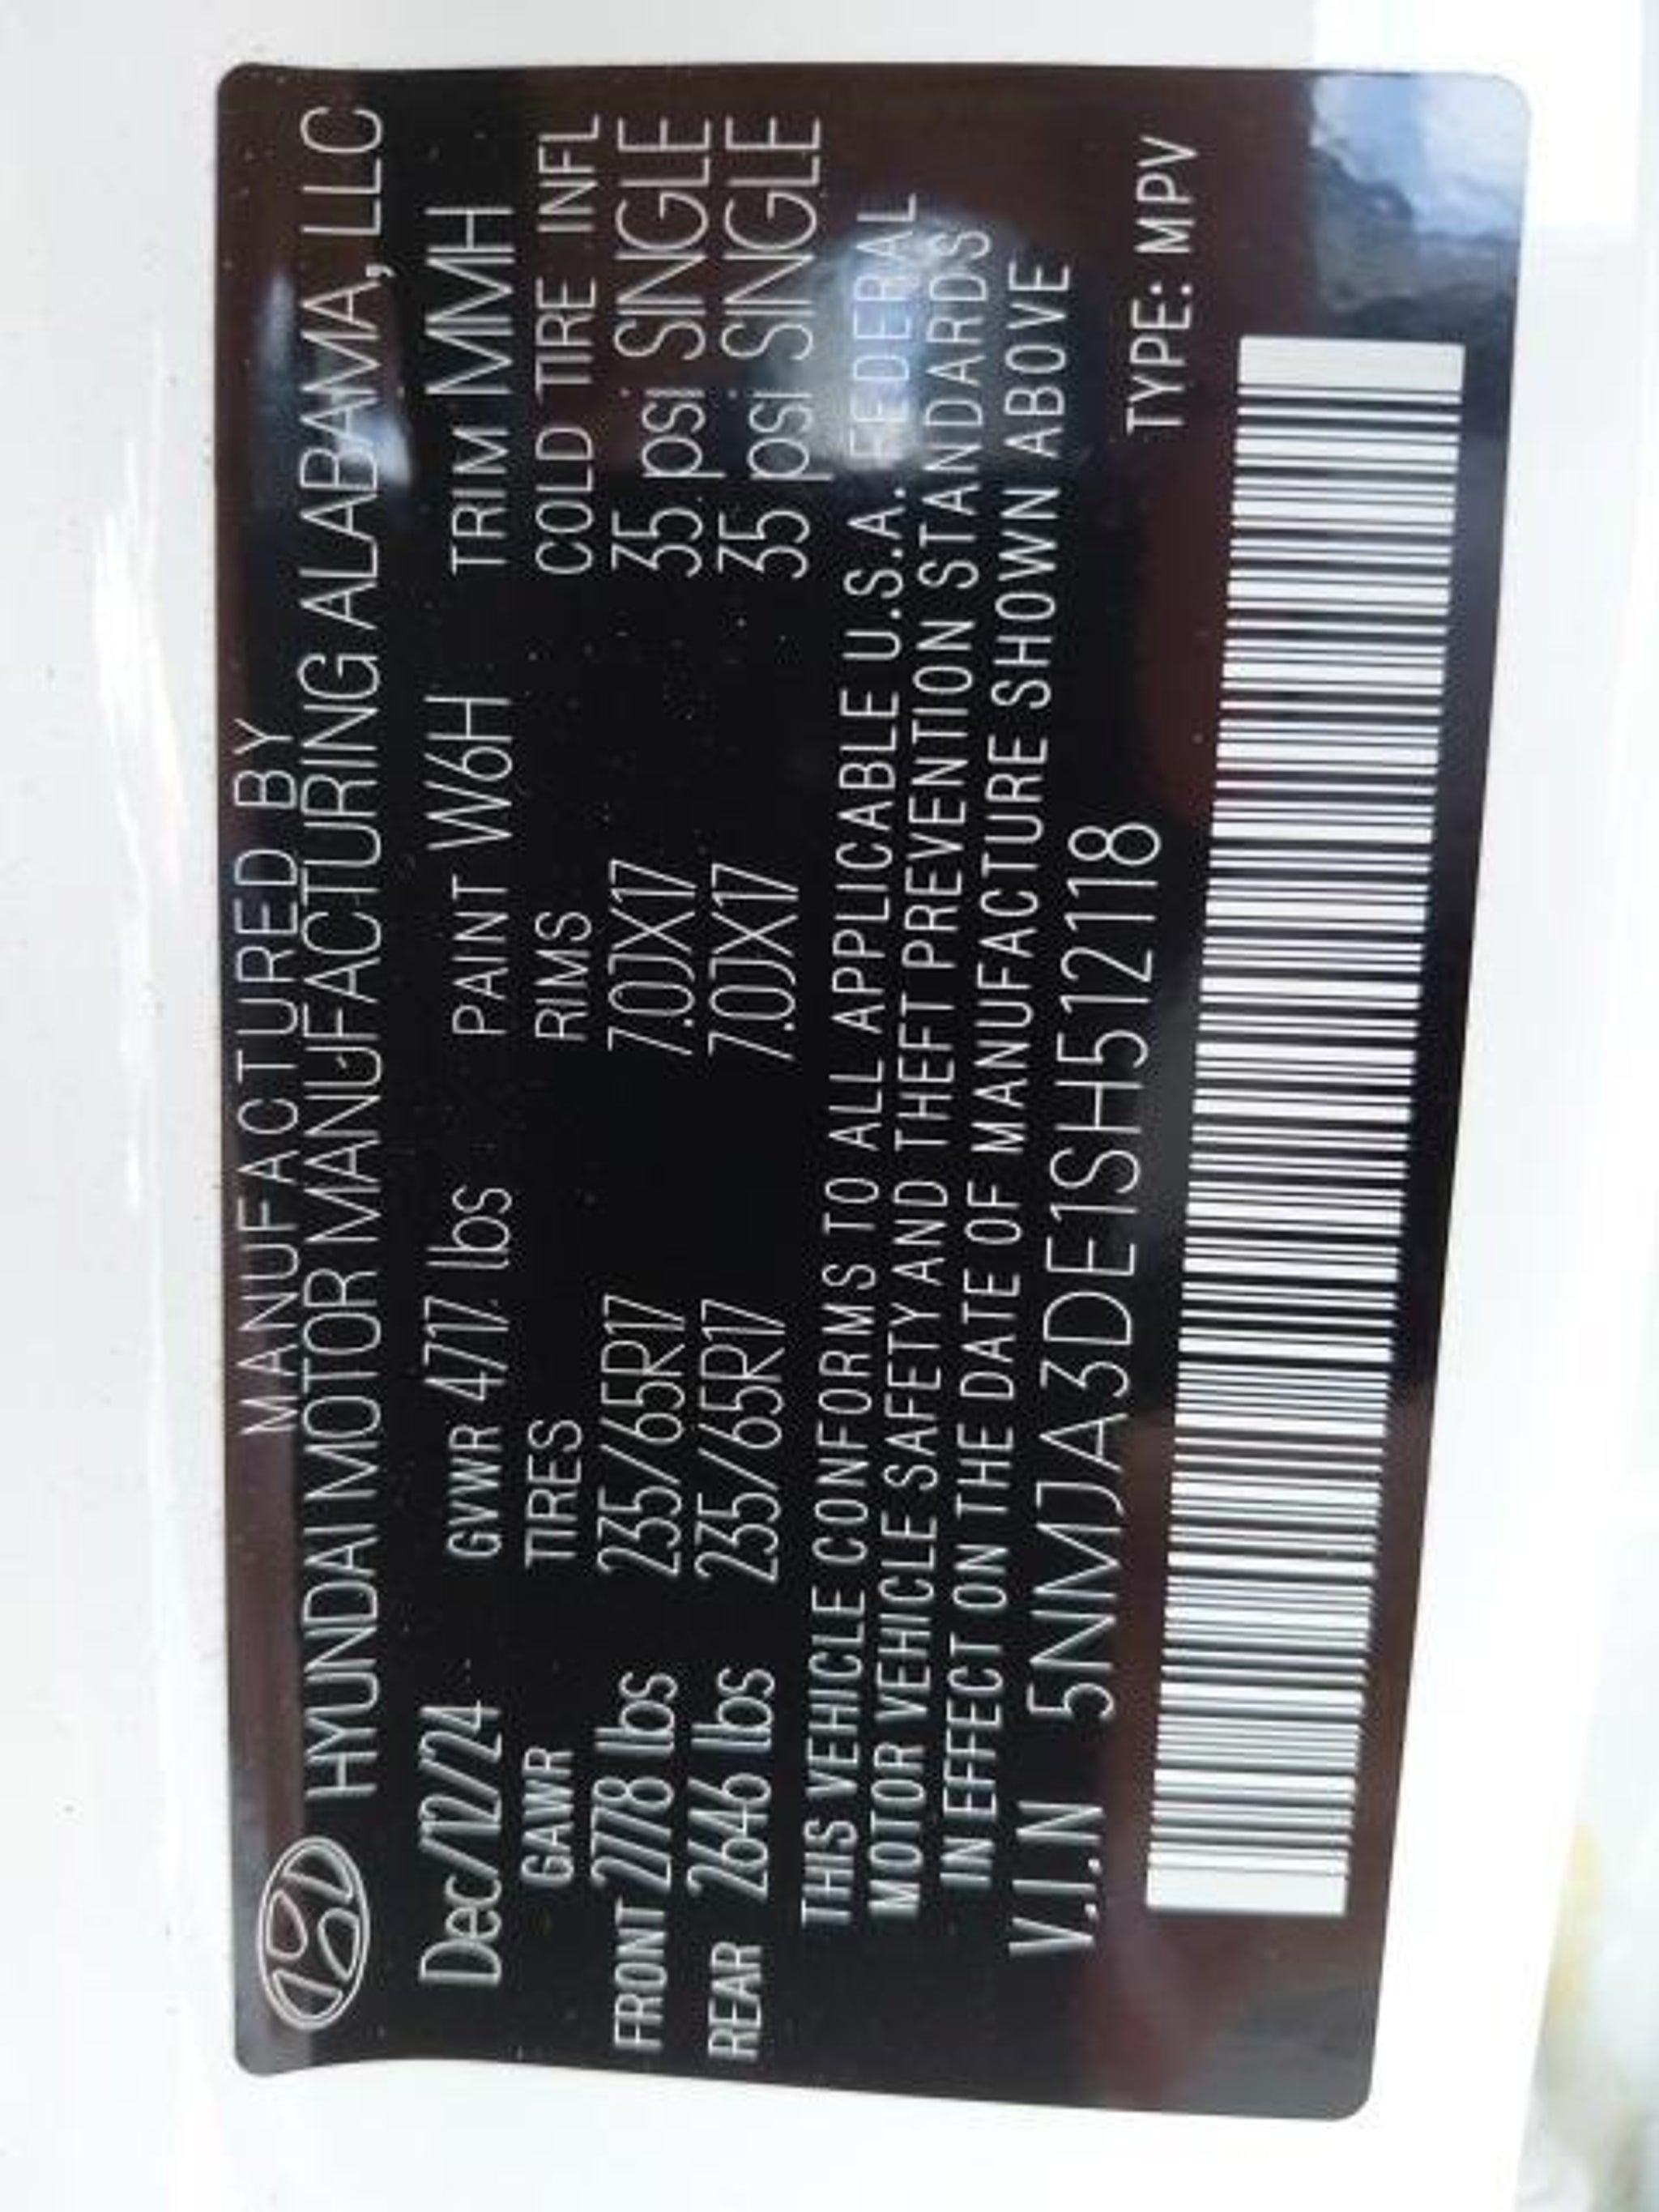 MANUFACTURED BY
HYUNDAI MOTOR MANUFACTURING ALABAMA, LLC
Dec/12/24 GVWR 4717 lbs PAINT W6H TRIM MMH
GAWR TIRES RIMS COLD TIRE INFL
FRONT 2778 lbs 235/65R17 7.0JX17 35 psi SINGLE
REAR 2646 lbs 235/65R17 7.0JX17 35 psi SINGLE
THIS VEHICLE CONFORMS TO ALL APPLICABLE U.S.A. FEDERAL
MOTOR VEHICLE SAFETY AND THEFT PREVENTION STANDARDS
IN EFFECT ON THE DATE OF MANUFACTURE SHOWN ABOVE
V.I.N 5NMJA3DE1SH512118
TYPE: MPV